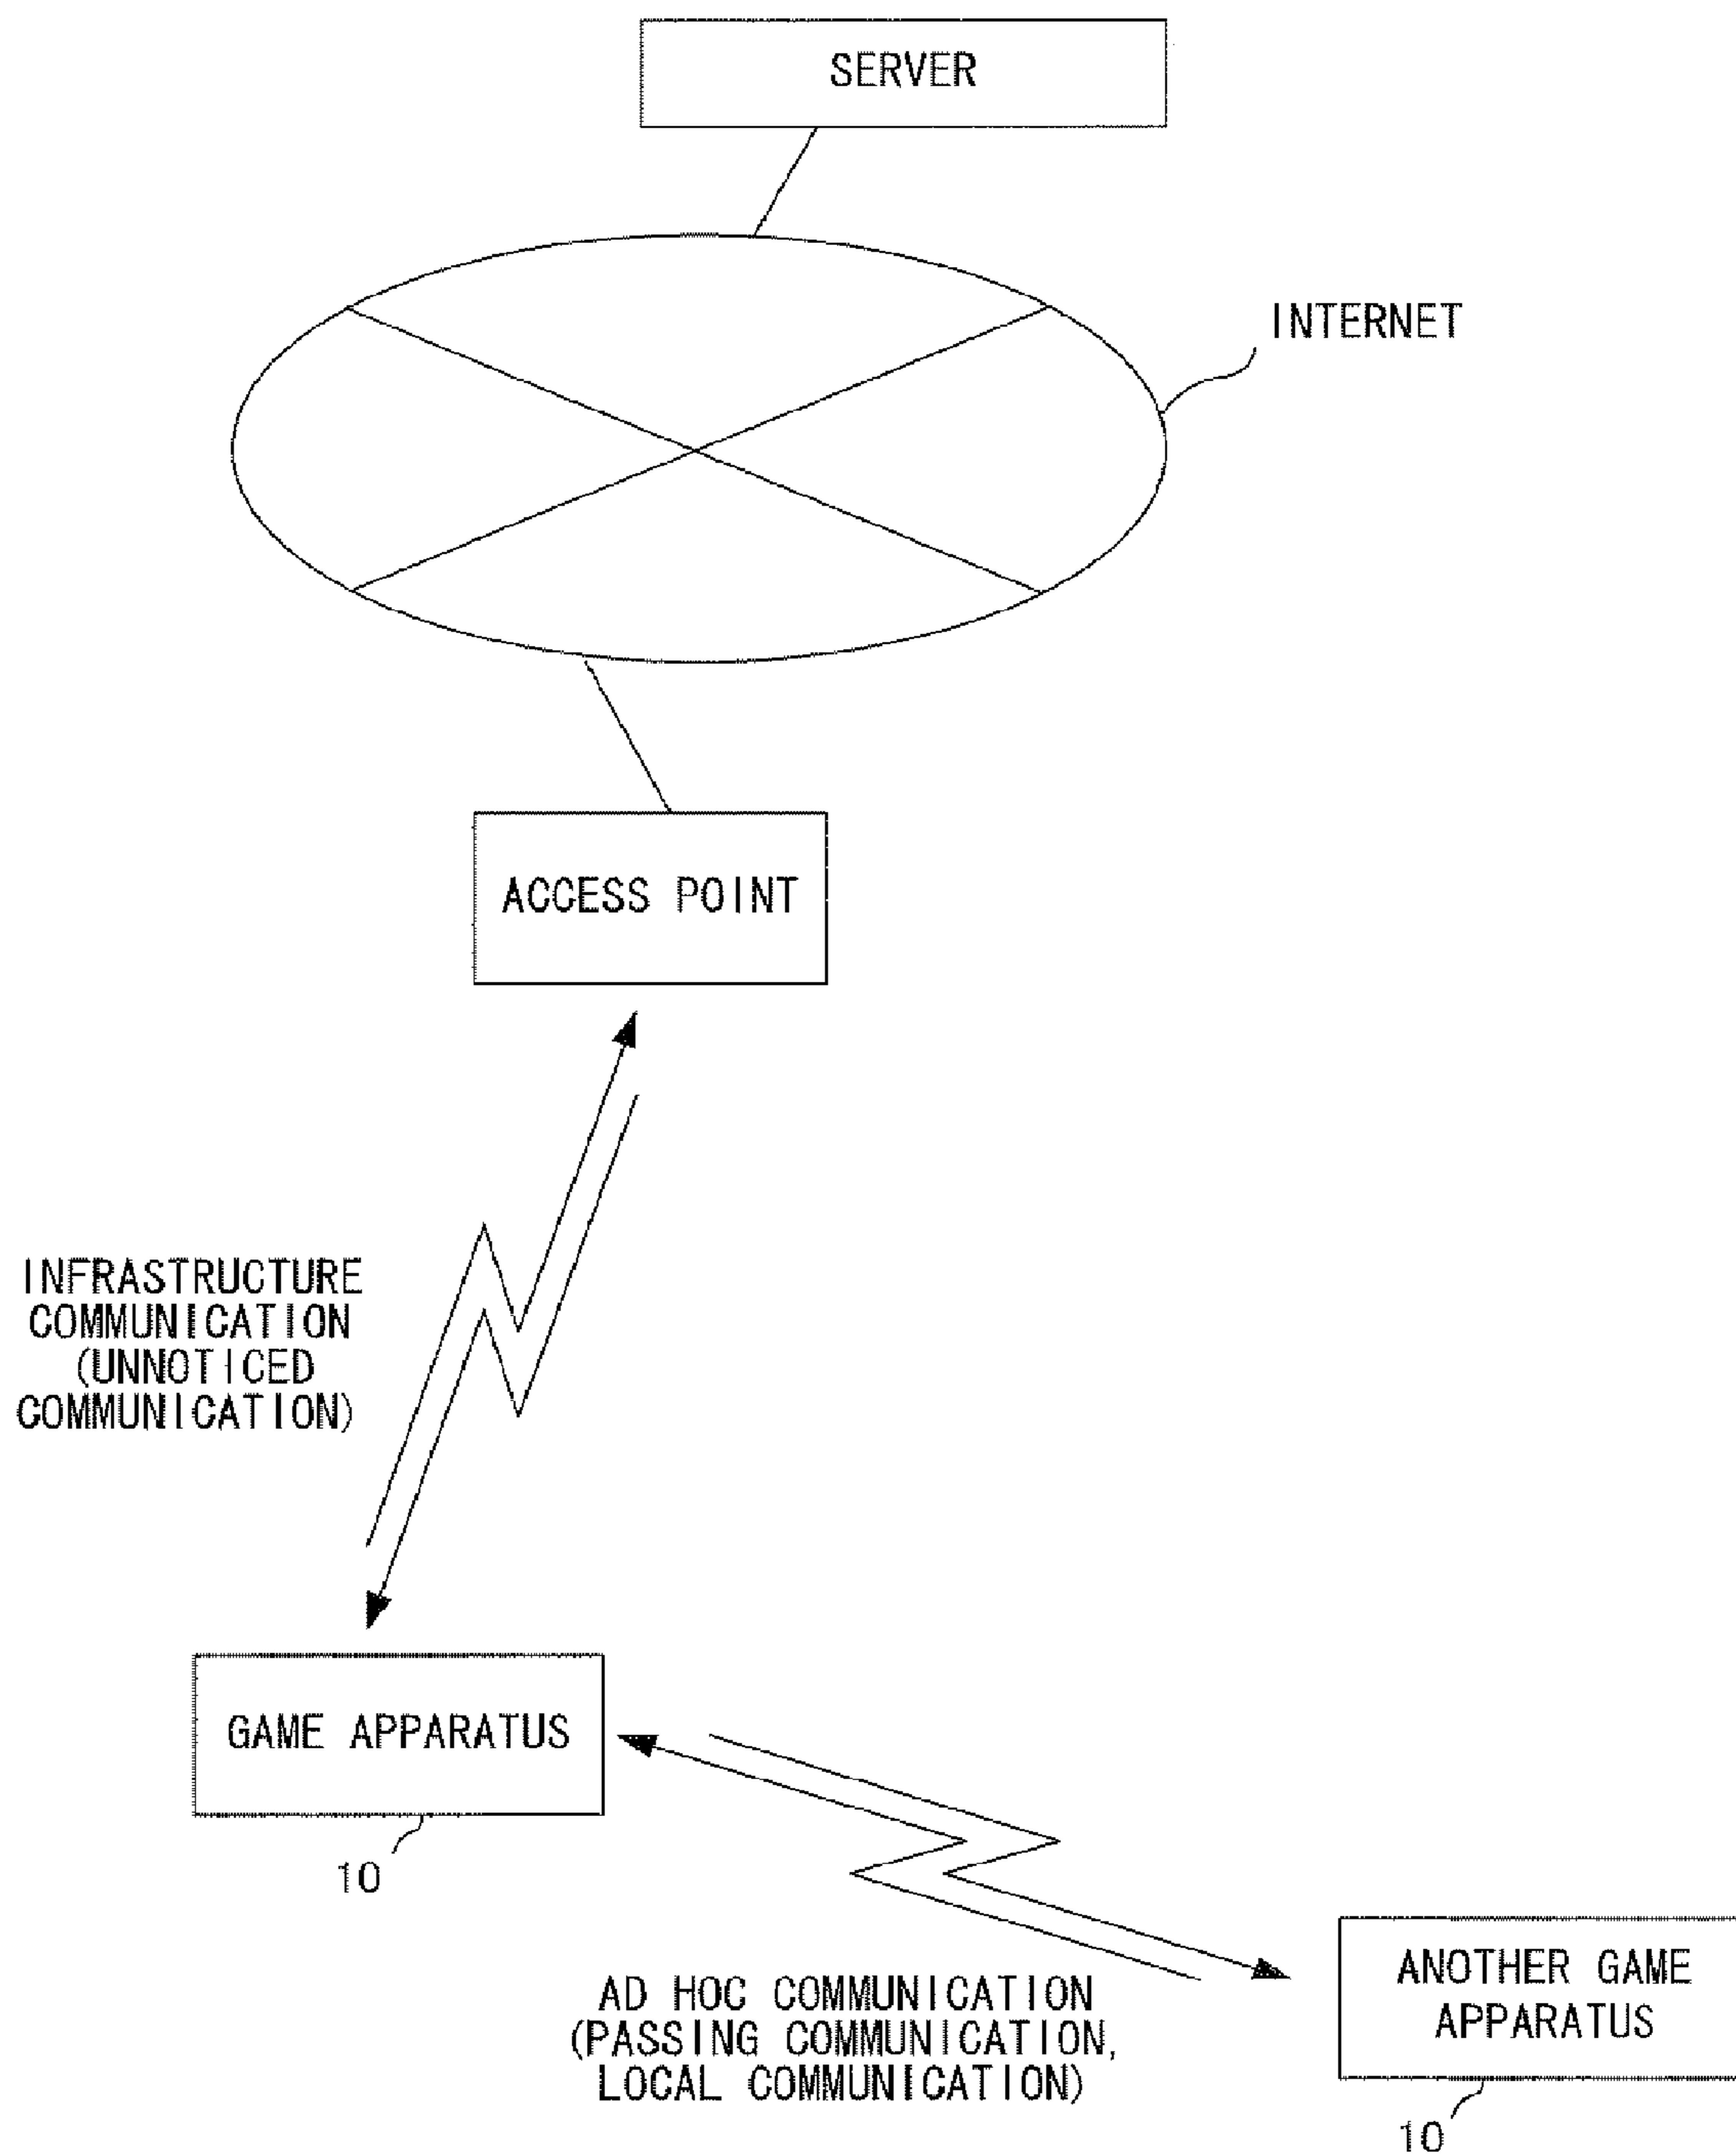 SERVER
INTERNET
ACCESS POINT
INFRASTRUCTURE
COMMUNICATION
(UNNOTICED
COMMUNICATION)
GAME APPARATUS
10
AD HOC COMMUNICATION
(PASSING COMMUNICATION,
LOCAL COMMUNICATION)
ANOTHER GAME
APPARATUS
10